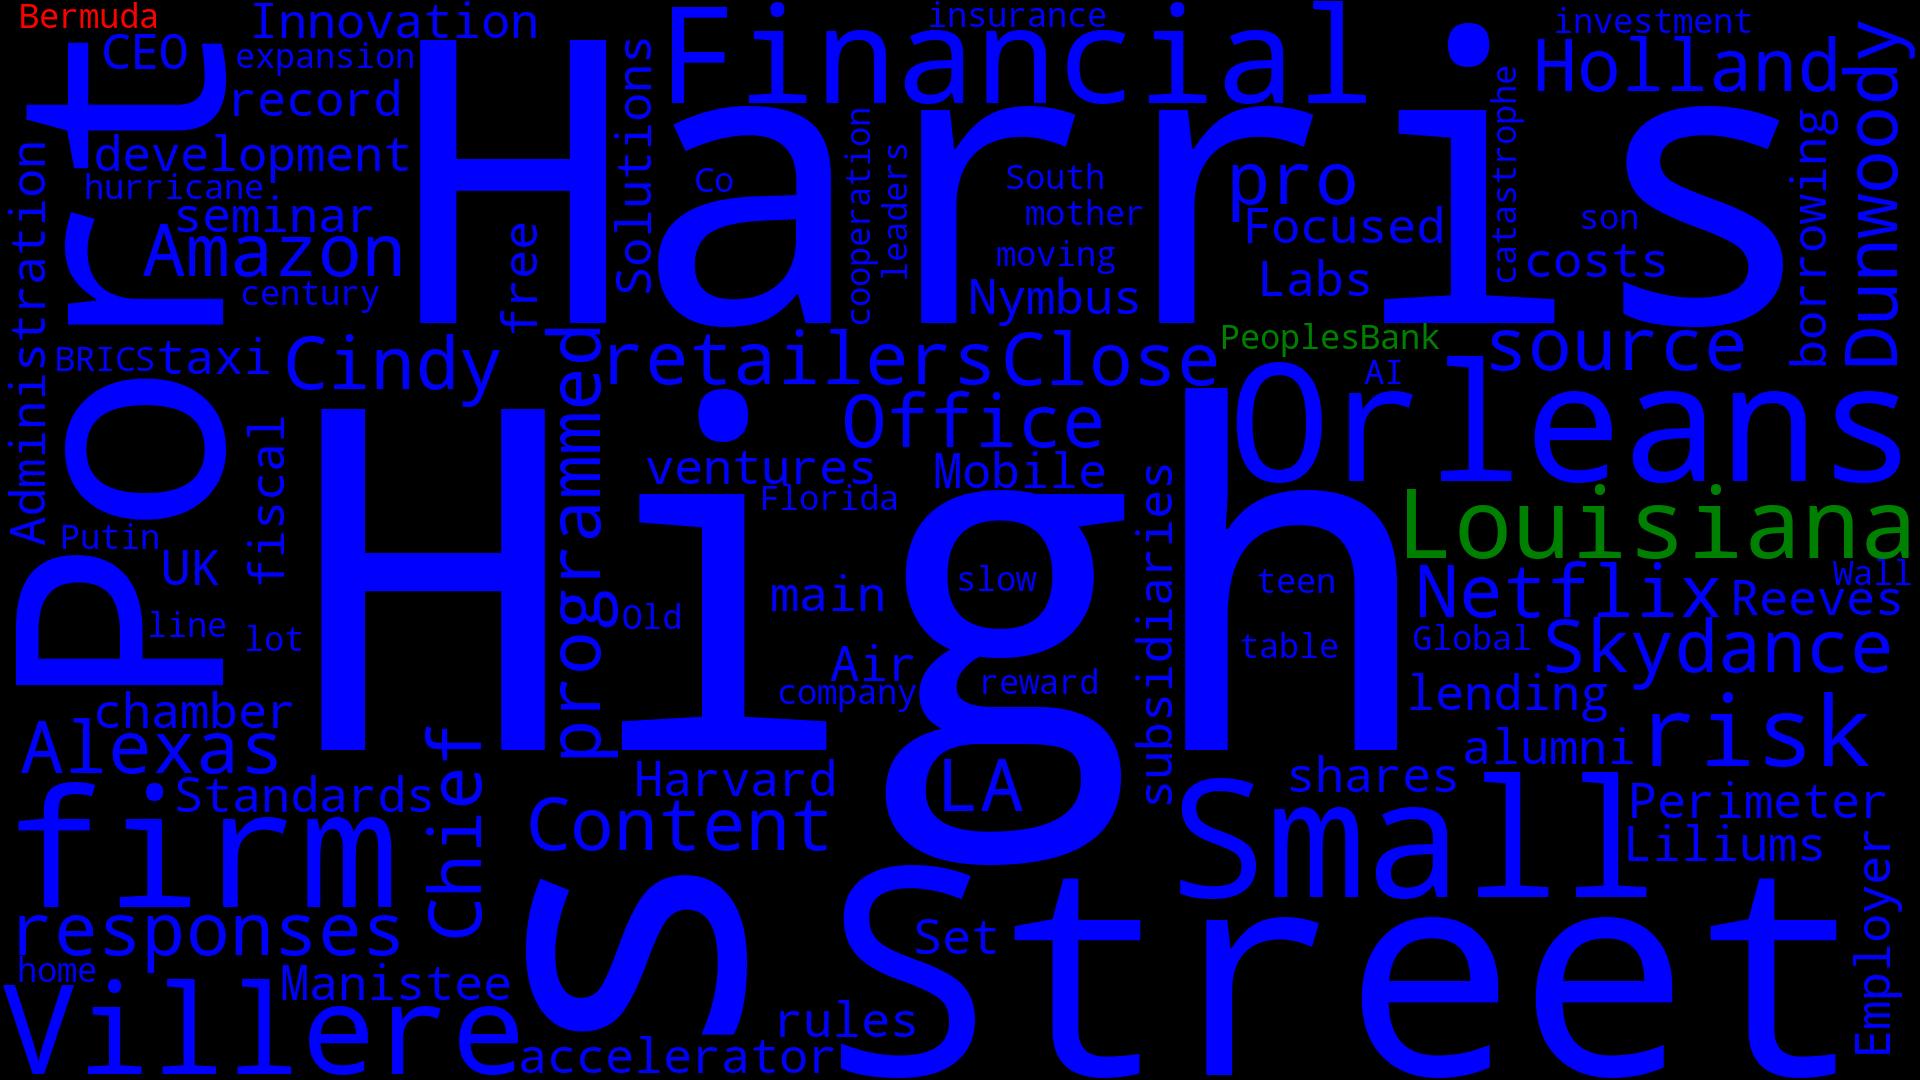 Bermuda
Innovation
insurance
investment
CEO
expansion
Financial
Holland
Dunwoody
record
Harris
Solutions
development
hurricane
seminar
Amazon
century
free
Co
cooperation
leaders
South
mother
moving
Nymbus
pro
Focused
Labs
catastrophe
son
costs
borrowing
Administration
Port
BRICS
taxi
Cindy
programmed
retailers
Close
PeoplesBank
source
AI
Orleans
Office
ventures
Mobile
Florida
High
fiscal
Putin
UK
line
lot
Old
main
slow
Air
company
reward
subsidiaries
teen
table
Louisiana
Netflix
Wall
Reeves
Global
Skydance
lending
risk
alumni
chamber
Alexas
Standards
Chief
Harvard
Content
LA
shares
Small
Perimeter
Liliums
Employer
firm
responses
home
Villere
Manistee
s
accelerator
rules
Set
Street